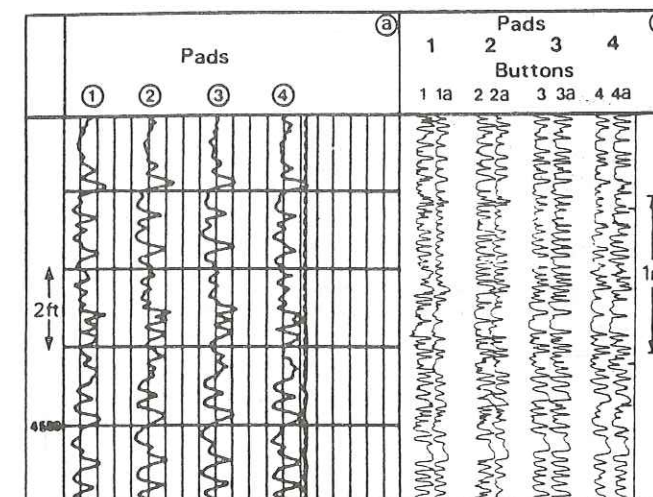 a
Pads
① ② ③ ④
2ft
Pads
1 2 3 4
Buttons
1 1a 2 2a 3 3a 4 4a